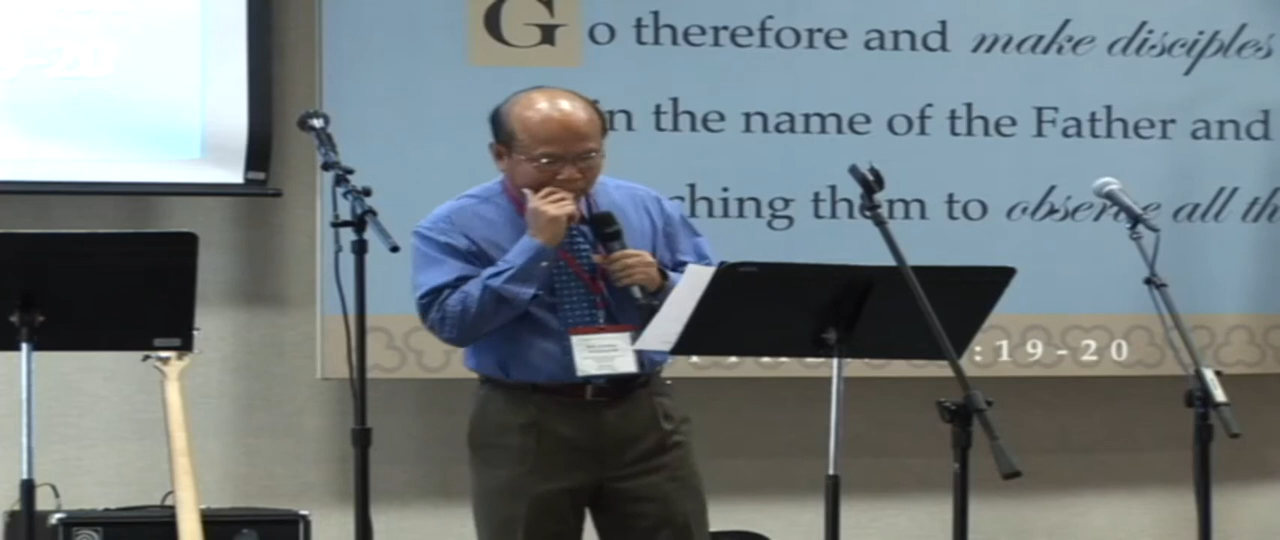 Go therefore and make disciples
in the name of the Father and
ching them to observe all th
:19-20